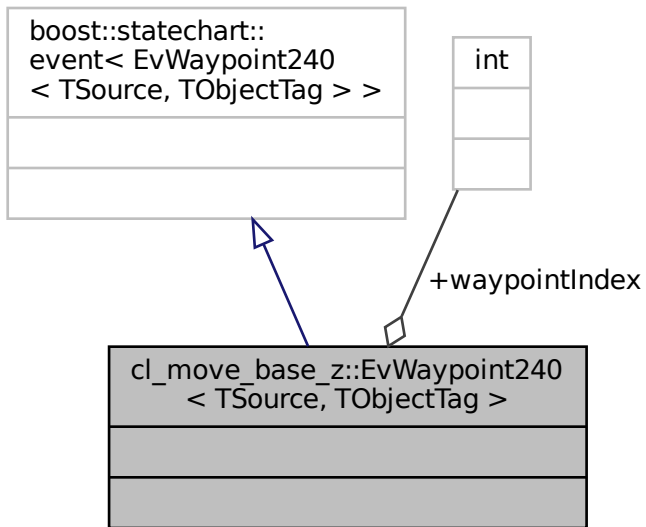 boost::statechart::
event< EvWaypoint240
< TSource, TObjectTag > >
int
+waypointIndex
cl_move_base_z::EvWaypoint240
< TSource, TObjectTag >